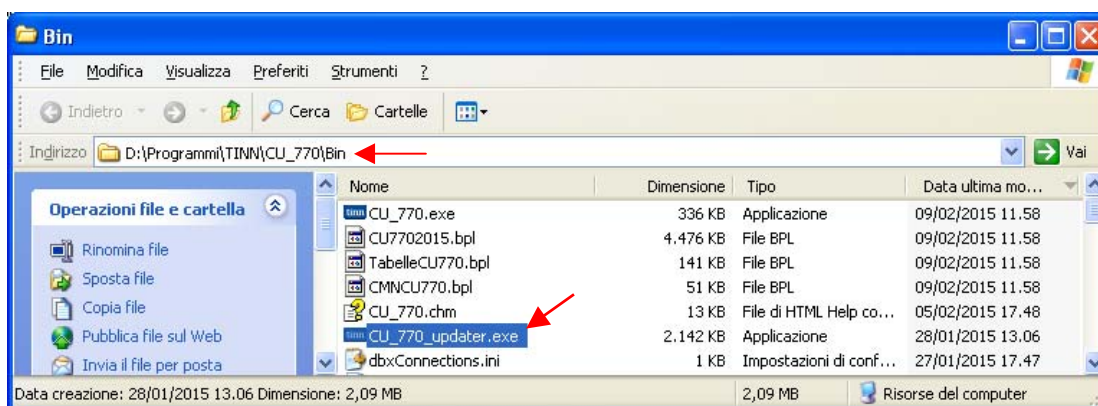 Bin
File Modifica Visualizza Preferiti Strumenti ?
Indietro Cerca Cartelle
Indirizzo D:\Programmi\TINN\CU_770\Bin Vai
Operazioni file e cartella
Rinomina file
Sposta file
Copia file
Pubblica file sul Web
Invia il file per posta
Nome Dimensione Tipo Data ultima mo...
tinn CU_770.exe 336 KB Applicazione 09/02/2015 11.58
CU7702015.bpl 4.476 KB File BPL 09/02/2015 11.58
TabelleCU770.bpl 141 KB File BPL 09/02/2015 11.58
CMNCU770.bpl 51 KB File BPL 09/02/2015 11.58
CU_770.chm 13 KB File di HTML Help co... 05/02/2015 17.48
tinn CU_770_updater.exe 2.142 KB Applicazione 28/01/2015 13.06
dbxConnections.ini 1 KB Impostazioni di conf... 27/01/2015 17.47
Data creazione: 28/01/2015 13.06 Dimensione: 2,09 MB 2,09 MB Risorse del computer